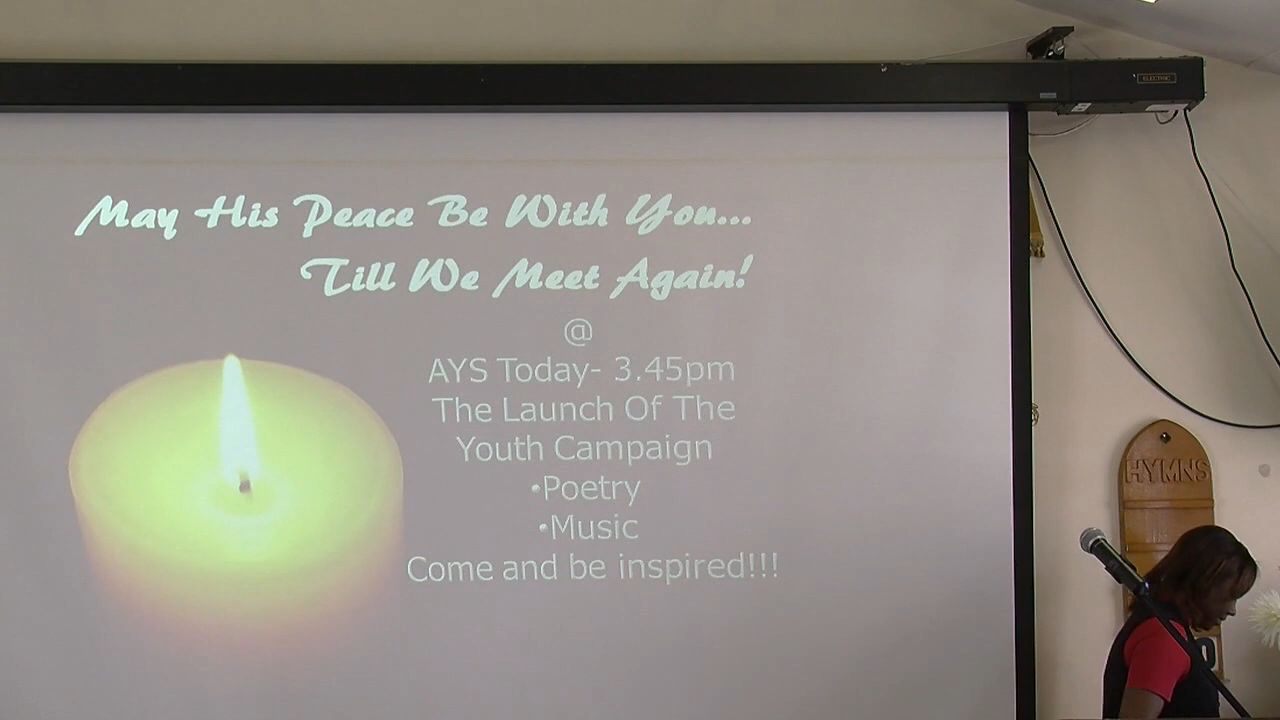 ELECTRIC
May His Peace Be With You...
Till We Meet Again!
@
AYS Today- 3.45pm
The Launch Of The
Youth Campaign
•Poetry
•Music
Come and be inspired!!!
HYMNS